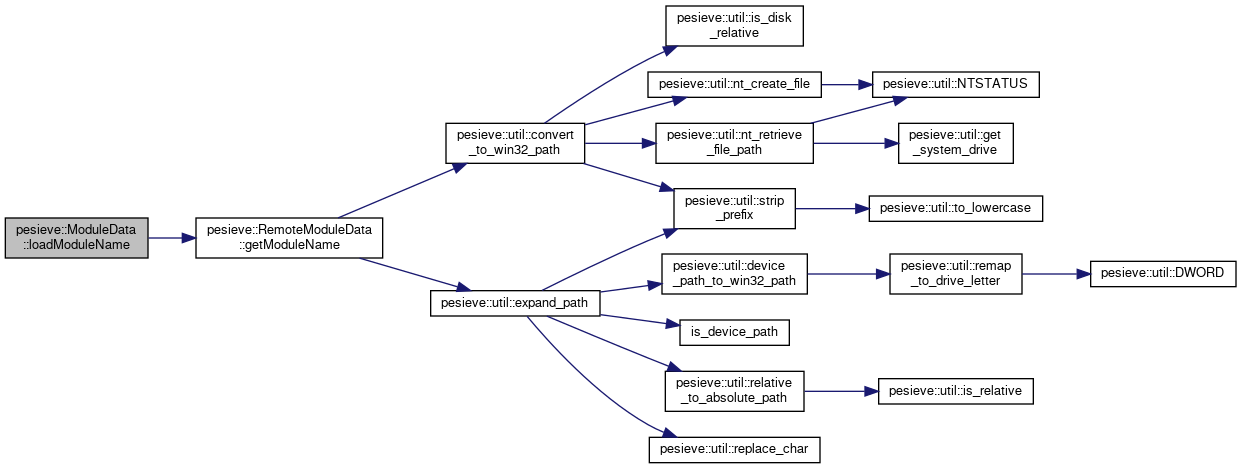 pesieve::util::is_disk
_relative
pesieve::util::nt_create_file
pesieve::util::NTSTATUS
pesieve::util::convert
_to_win32_path
pesieve::util::nt_retrieve
_file_path
pesieve::util::get
_system_drive
pesieve::util::strip
_prefix
pesieve::util::to_lowercase
pesieve::ModuleData
::loadModuleName
pesieve::RemoteModuleData
::getModuleName
pesieve::util::device
_path_to_win32_path
pesieve::util::remap
_to_drive_letter
pesieve::util::DWORD
pesieve::util::expand_path
is_device_path
pesieve::util::relative
_to_absolute_path
pesieve::util::is_relative
pesieve::util::replace_char